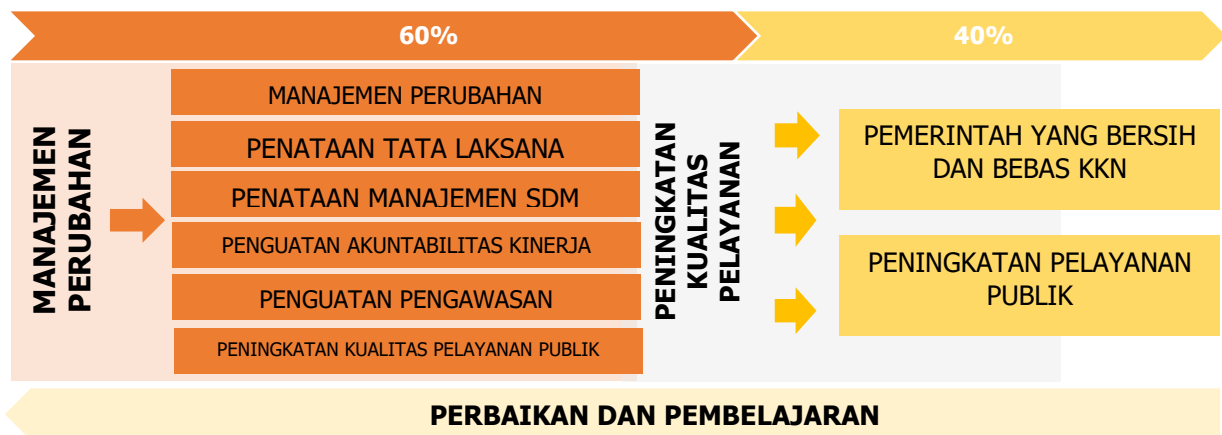 60%
40%
MANAJEMEN
PERUBAHAN
MANAJEMEN PERUBAHAN
PENATAAN TATA LAKSANA
PENATAAN MANAJEMEN SDM
PENGUATAN AKUNTABILITAS KINERJA
PENGUATAN PENGAWASAN
PENINGKATAN KUALITAS PELAYANAN PUBLIK
PENINGKATAN
KUALITAS
PELAYANAN
PEMERINTAH YANG BERSIH
DAN BEBAS KKN
PENINGKATAN PELAYANAN
PUBLIK
PERBAIKAN DAN PEMBELAJARAN